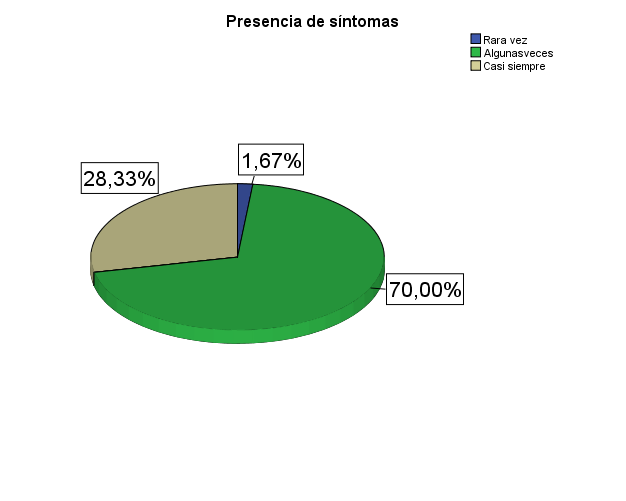 Presencia de síntomas
Rara vez
Algunasveces
Casi siempre
1,67%
28,33%
70,00%